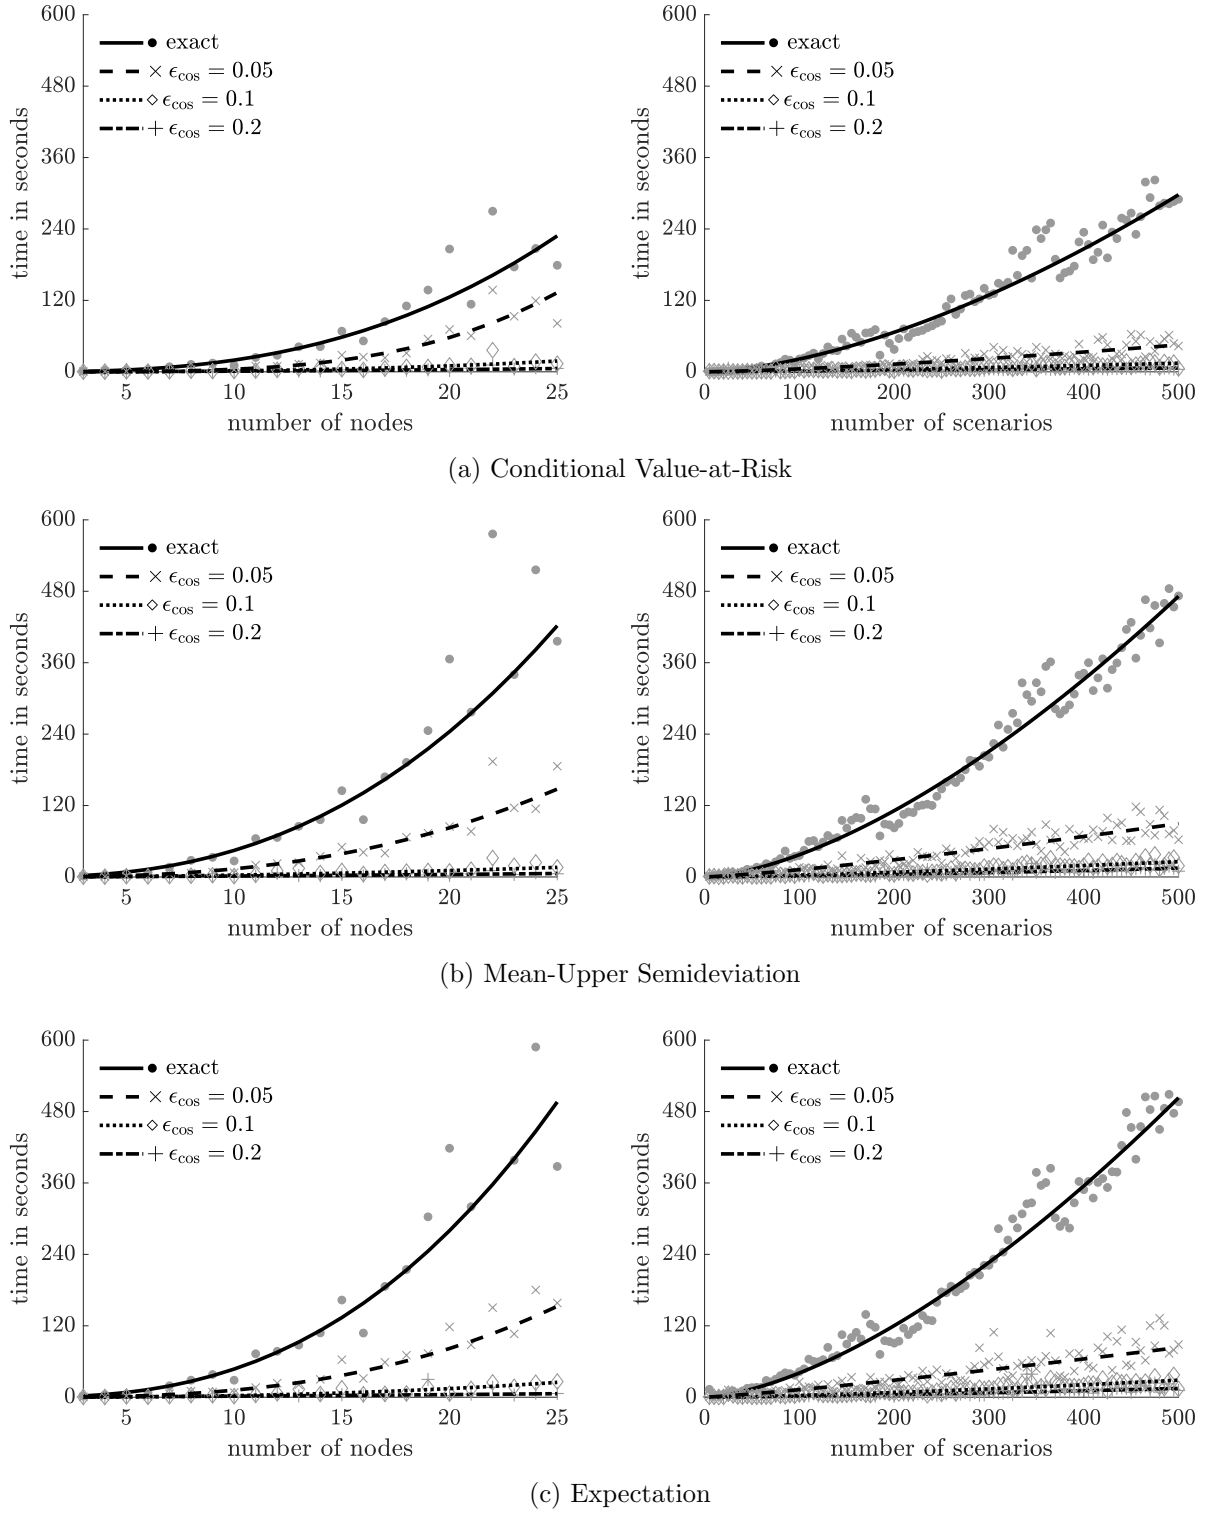 600
480
360
240
120
0
time in seconds
exact
ϵcos = 0.05
ϵcos = 0.1
ϵcos = 0.2
5 10 15 20 25
number of nodes
600
480
360
240
120
0
time in seconds
exact
ϵcos = 0.05
ϵcos = 0.1
ϵcos = 0.2
0 100 200 300 400 500
number of scenarios
(a) Conditional Value-at-Risk
600
480
360
240
120
0
time in seconds
exact
ϵcos = 0.05
ϵcos = 0.1
ϵcos = 0.2
5 10 15 20 25
number of nodes
600
480
360
240
120
0
time in seconds
exact
ϵcos = 0.05
ϵcos = 0.1
ϵcos = 0.2
0 100 200 300 400 500
number of scenarios
(b) Mean-Upper Semideviation
600
480
360
240
120
0
time in seconds
exact
ϵcos = 0.05
ϵcos = 0.1
ϵcos = 0.2
5 10 15 20 25
number of nodes
600
480
360
240
120
0
time in seconds
exact
ϵcos = 0.05
ϵcos = 0.1
ϵcos = 0.2
0 100 200 300 400 500
number of scenarios
(c) Expectation